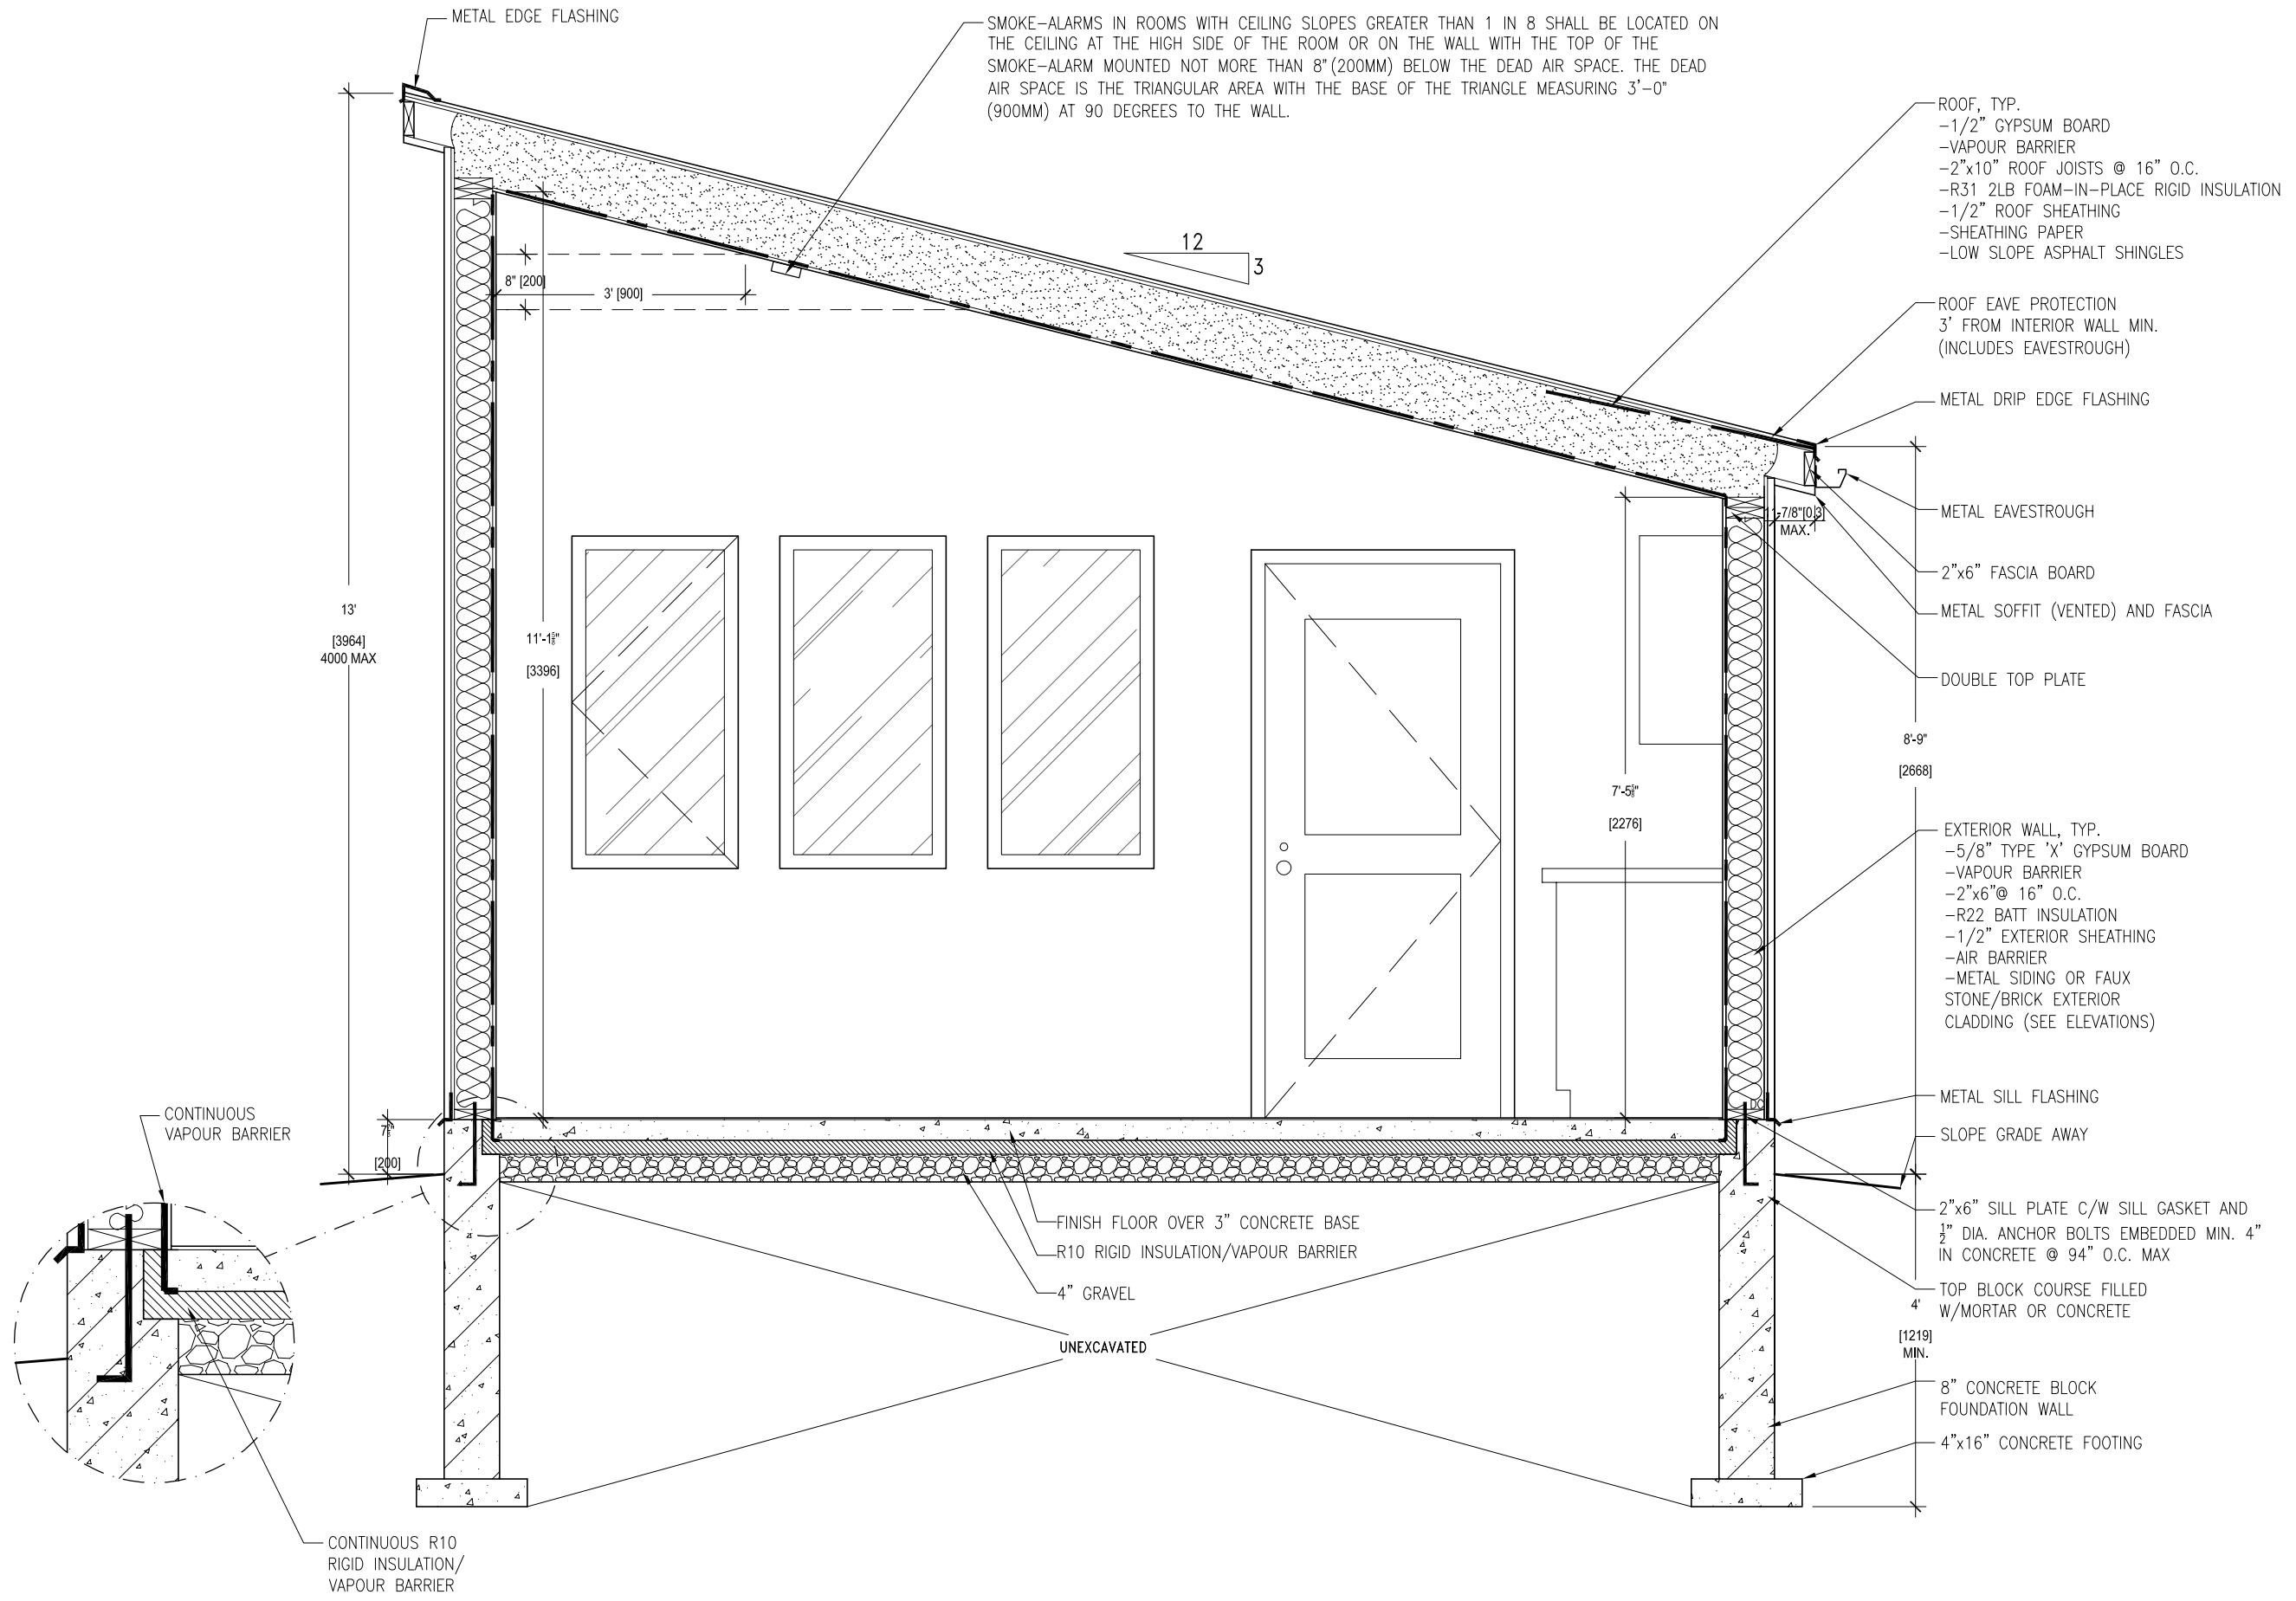 METAL EDGE FLASHING
SMOKE-ALARMS IN ROOMS WITH CEILING SLOPES GREATER THAN 1 IN 8 SHALL BE LOCATED ON
THE CEILING AT THE HIGH SIDE OF THE ROOM OR ON THE WALL WITH THE TOP OF THE
SMOKE-ALARM MOUNTED NOT MORE THAN 8"(200MM) BELOW THE DEAD AIR SPACE. THE DEAD
AIR SPACE IS THE TRIANGULAR AREA WITH THE BASE OF THE TRIANGLE MEASURING 3'-0"
(900MM) AT 90 DEGREES TO THE WALL.
ROOF, TYP.
-1/2" GYPSUM BOARD
-VAPOUR BARRIER
-2"x10" ROOF JOISTS @ 16" O.C.
-R31 2LB FOAM-IN-PLACE RIGID INSULATION
-1/2" ROOF SHEATHING
-SHEATHING PAPER
-LOW SLOPE ASPHALT SHINGLES
12
3
8" [200]
3' [900]
ROOF EAVE PROTECTION
3' FROM INTERIOR WALL MIN.
(INCLUDES EAVESTROUGH)
METAL DRIP EDGE FLASHING
METAL EAVESTROUGH
-7/8"[0.3]
MAX.
2"x6" FASCIA BOARD
METAL SOFFIT (VENTED) AND FASCIA
DOUBLE TOP PLATE
13'
[3964]
4000 MAX
11'-1⅝"
[3396]
7'-5⅝"
[2276]
8'-9"
[2668]
EXTERIOR WALL, TYP.
-5/8" TYPE 'X' GYPSUM BOARD
-VAPOUR BARRIER
-2"x6"@ 16" O.C.
-R22 BATT INSULATION
-1/2" EXTERIOR SHEATHING
-AIR BARRIER
-METAL SIDING OR FAUX
STONE/BRICK EXTERIOR
CLADDING (SEE ELEVATIONS)
METAL SILL FLASHING
SLOPE GRADE AWAY
CONTINUOUS
VAPOUR BARRIER
[200]
2"x6" SILL PLATE C/W SILL GASKET AND
½" DIA. ANCHOR BOLTS EMBEDDED MIN. 4"
IN CONCRETE @ 94" O.C. MAX
FINISH FLOOR OVER 3" CONCRETE BASE
R10 RIGID INSULATION/VAPOUR BARRIER
4" GRAVEL
TOP BLOCK COURSE FILLED
W/MORTAR OR CONCRETE
4'
[1219]
MIN.
UNEXCAVATED
8" CONCRETE BLOCK
FOUNDATION WALL
4"x16" CONCRETE FOOTING
CONTINUOUS R10
RIGID INSULATION/
VAPOUR BARRIER